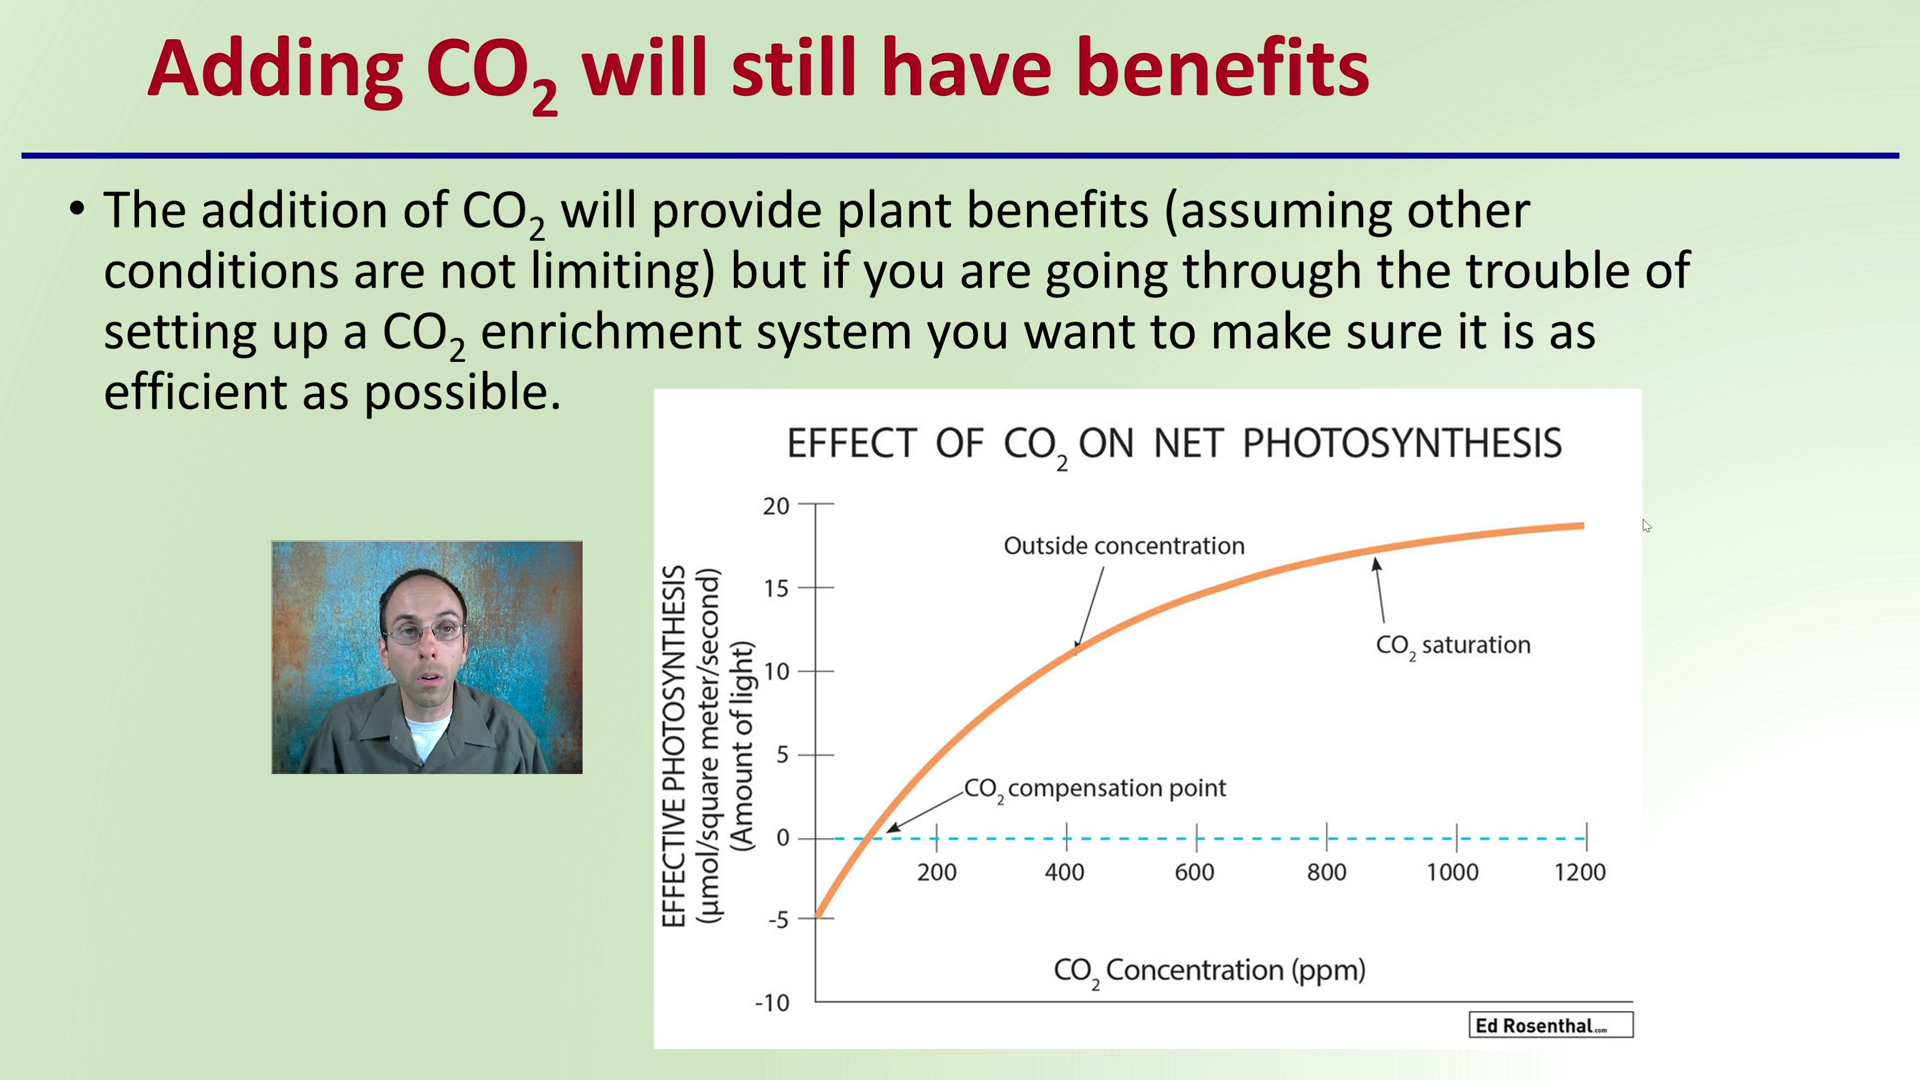 Adding CO₂ will still have benefits
• The addition of CO₂ will provide plant benefits (assuming other
conditions are not limiting) but if you are going through the trouble of
setting up a CO₂ enrichment system you want to make sure it is as
efficient as possible.
EFFECT OF CO₂ ON NET PHOTOSYNTHESIS
EFFECTIVE PHOTOSYNTHESIS
(µmol/square meter/second)
(Amount of light)
20
15
10
5
0
-5
-10
Outside concentration
CO₂ saturation
CO₂ compensation point
200 400 600 800 1000 1200
CO₂ Concentration (ppm)
Ed Rosenthal.com